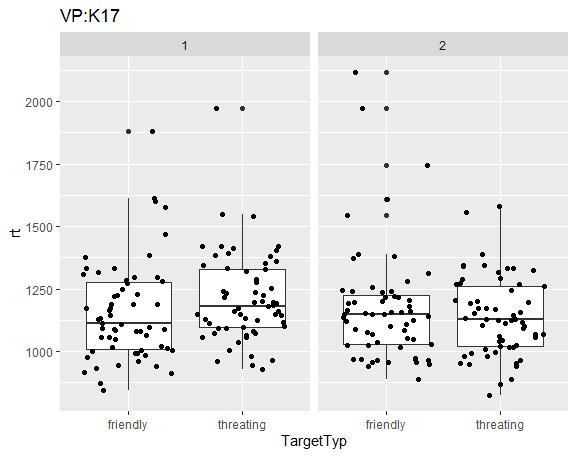 VP:K17
1
2
rt
2000
1750
1500
1250
1000
friendly
threating
friendly
threating
TargetTyp